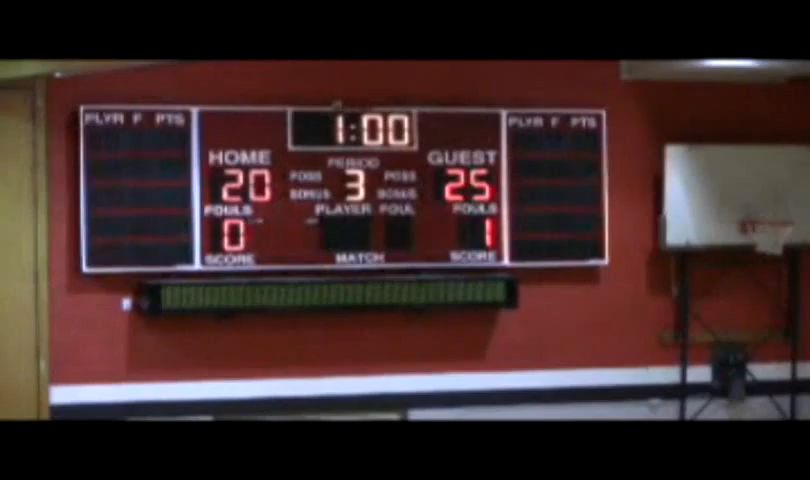 PLYR F PTS
1:00
PLYR F PTS
HOME
PERIOD
GUEST
20
POSS
3
POSS
25
BONUS
BONUS
FOULS
PLAYER FOUL
FOULS
0
1
SCORE
MATCH
SCORE